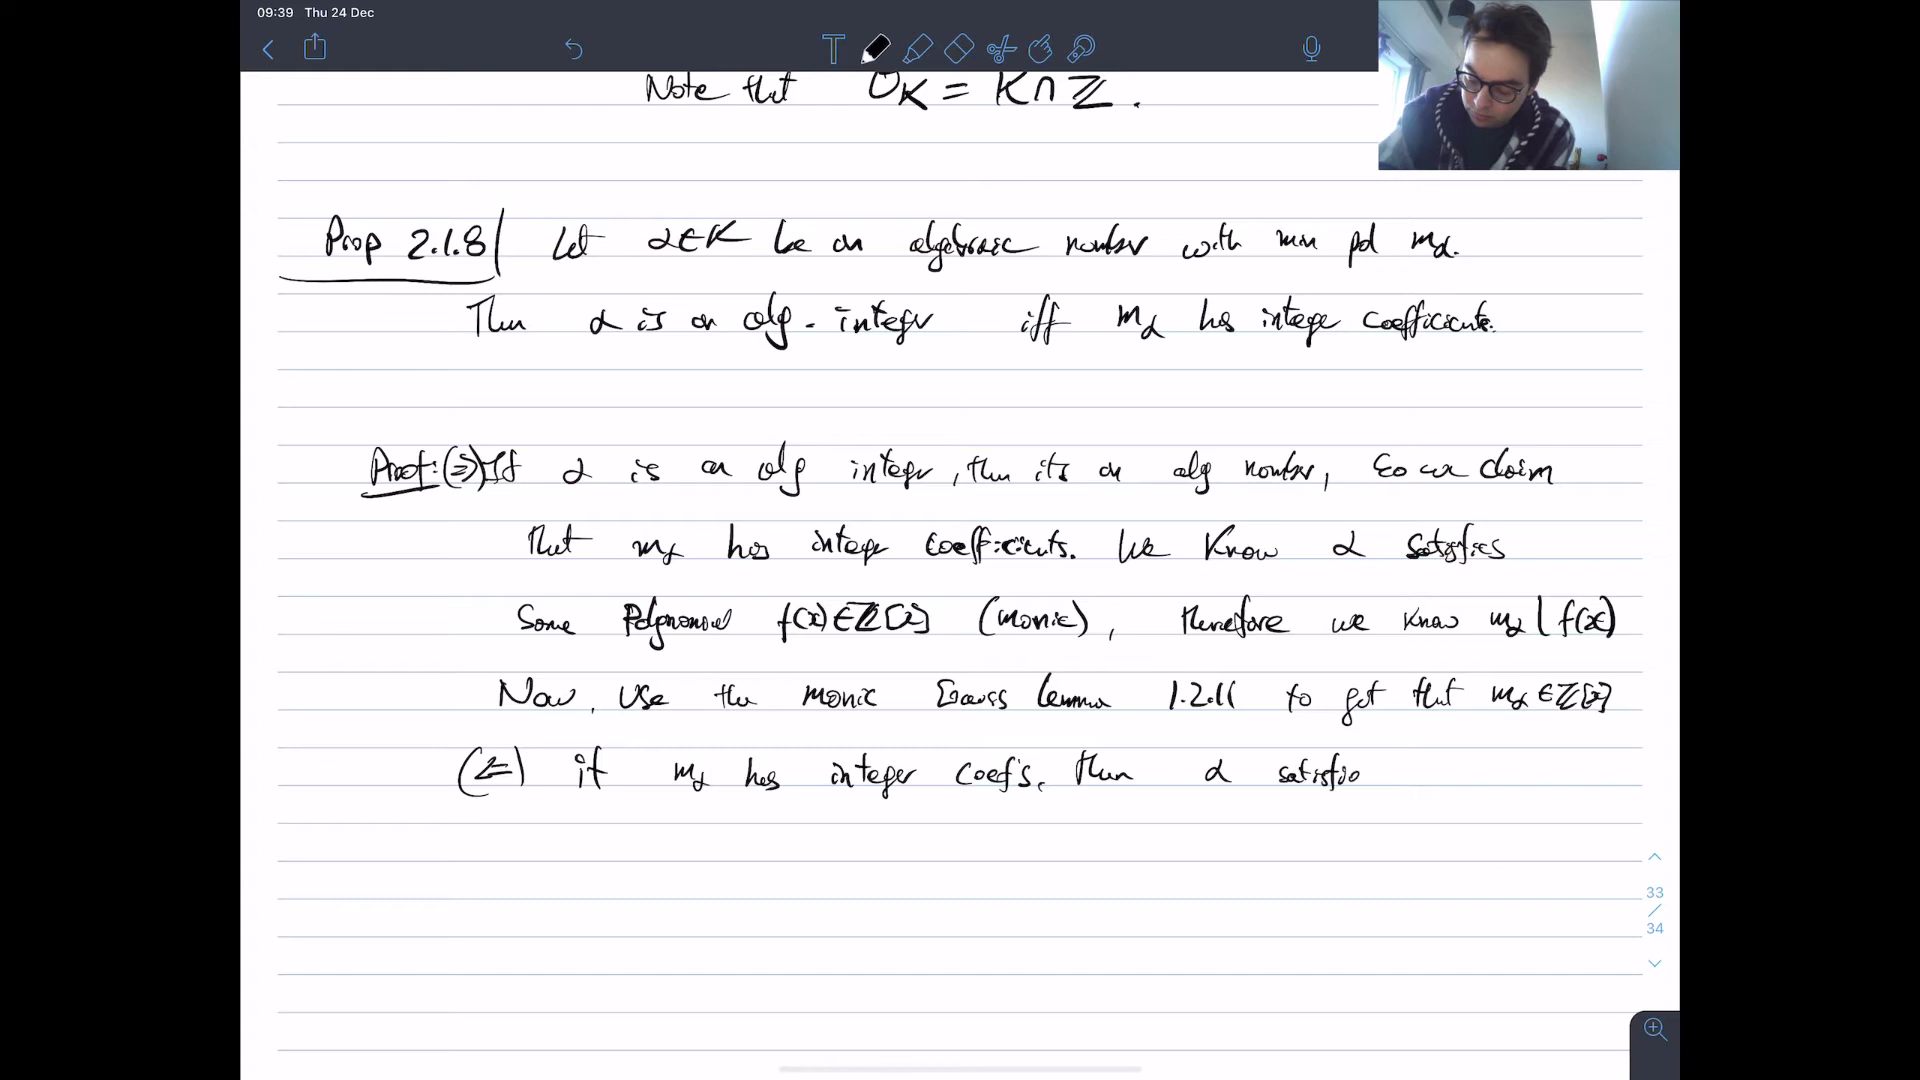 09:39 Thu 24 Dec
Note that O_K = K ∩ ℤ.
Prop 2.1.8 Let α∈K be an algebraic number with min pol m_α.
Then α is an alg. integer iff m_α has integer coefficients.
Proof: (⇒) If α is an alg integer, then its an alg number, so we claim
that m_α has integer coefficients. We know α satisfies
some polynomial f(x)∈ℤ[x] (monic), therefore we know m_α | f(x)
Now, use the monic Gauss lemma 1.2.11 to get that m_α∈ℤ[x]
(⇐) if m_α has integer coef's, then α satisfie
33
/
34